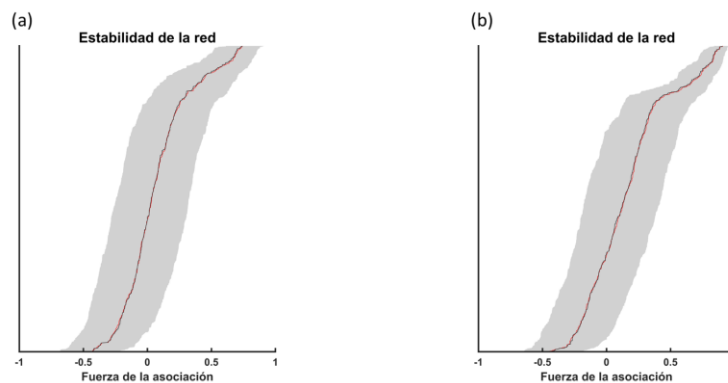 (a)
Estabilidad de la red
-1 -0.5 0 0.5 1
Fuerza de la asociación
(b)
Estabilidad de la red
-1 -0.5 0 0.5
Fuerza de la asociación